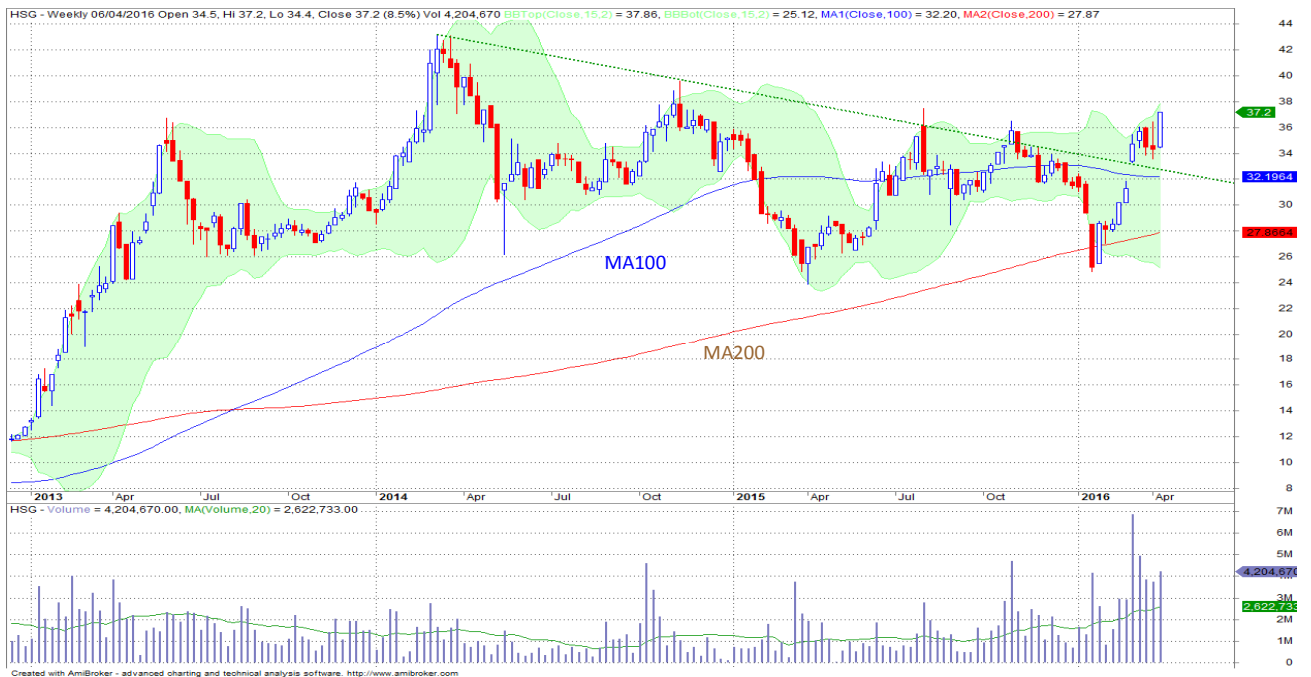 HSG - Weekly 06/04/2016 Open 34.5, Hi 37.2, Lo 34.4, Close 37.2 (8.5%) Vol 4,204,670 BBTop(Close,15,2) = 37.86, BBBot(Close,15,2) = 25.12, MA1(Close,100) = 32.20, MA2(Close,200) = 27.87
44
42
40
38
37.2
36
34
32.1964
30
27.8664
26
24
22
20
18
16
14
12
10
8
MA100
MA200
2013 Apr Jul Oct 2014 Apr Jul Oct 2015 Apr Jul Oct 2016 Apr
HSG - Volume = 4,204,670.00, MA(Volume,20) = 2,622,733.00
7M
6M
5M
4,204,670
3M
2,622,733
2M
1M
0
Created with AmiBroker - advanced charting and technical analysis software. http://www.amibroker.com